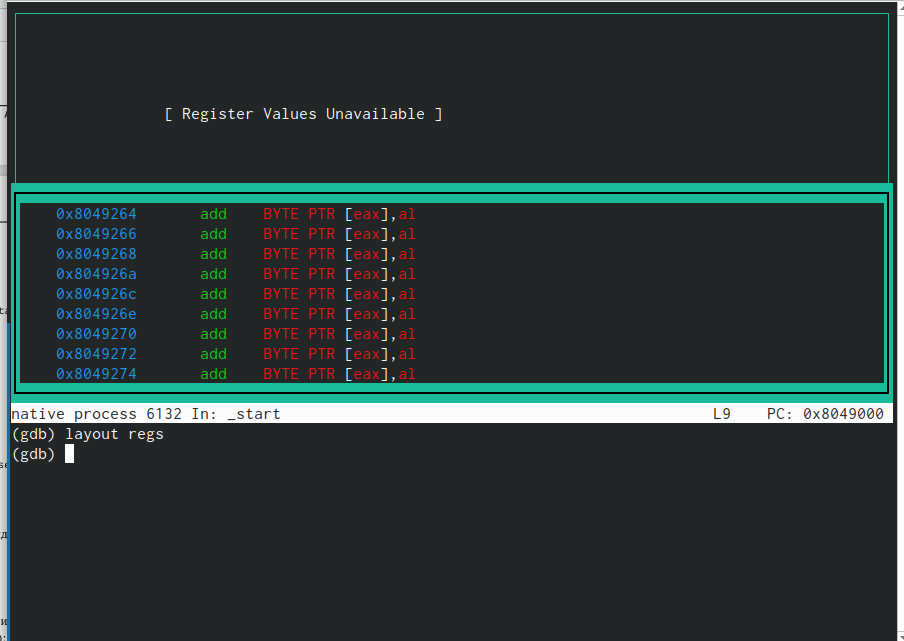 [ Register Values Unavailable ]
0x8049264 add BYTE PTR [eax],al
0x8049266 add BYTE PTR [eax],al
0x8049268 add BYTE PTR [eax],al
0x804926a add BYTE PTR [eax],al
0x804926c add BYTE PTR [eax],al
0x804926e add BYTE PTR [eax],al
0x8049270 add BYTE PTR [eax],al
0x8049272 add BYTE PTR [eax],al
0x8049274 add BYTE PTR [eax],al
native process 6132 In: _start L9 PC: 0x8049000
(gdb) layout regs
(gdb)